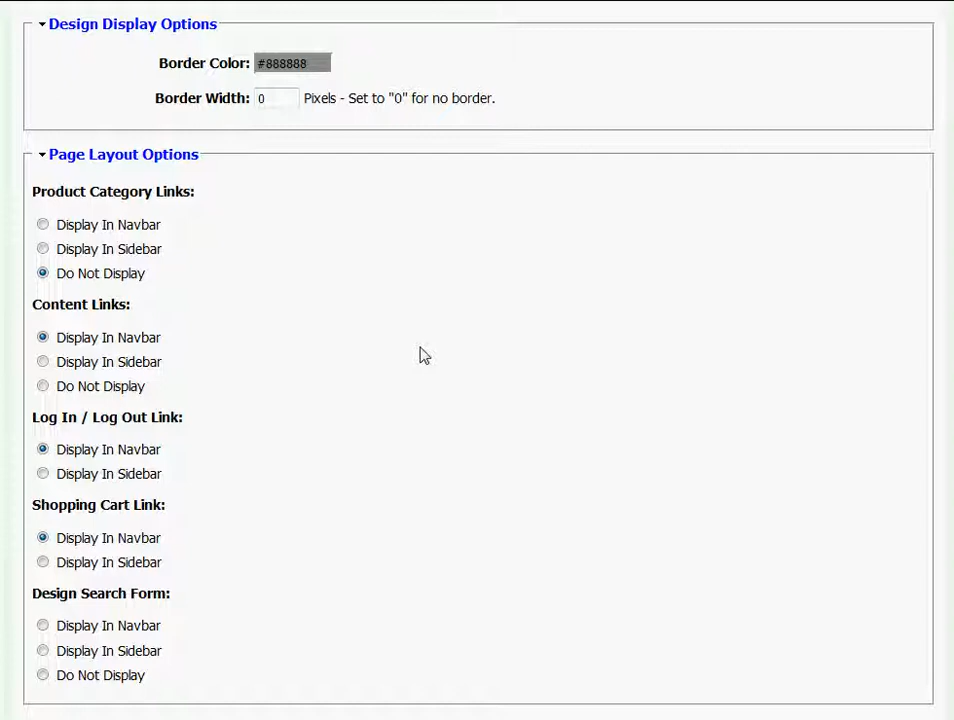 Design Display Options
Border Color: #888888
Border Width: 0 Pixels - Set to "0" for no border.
Page Layout Options
Product Category Links:
Display In Navbar
Display In Sidebar
Do Not Display
Content Links:
Display In Navbar
Display In Sidebar
Do Not Display
Log In / Log Out Link:
Display In Navbar
Display In Sidebar
Shopping Cart Link:
Display In Navbar
Display In Sidebar
Design Search Form:
Display In Navbar
Display In Sidebar
Do Not Display